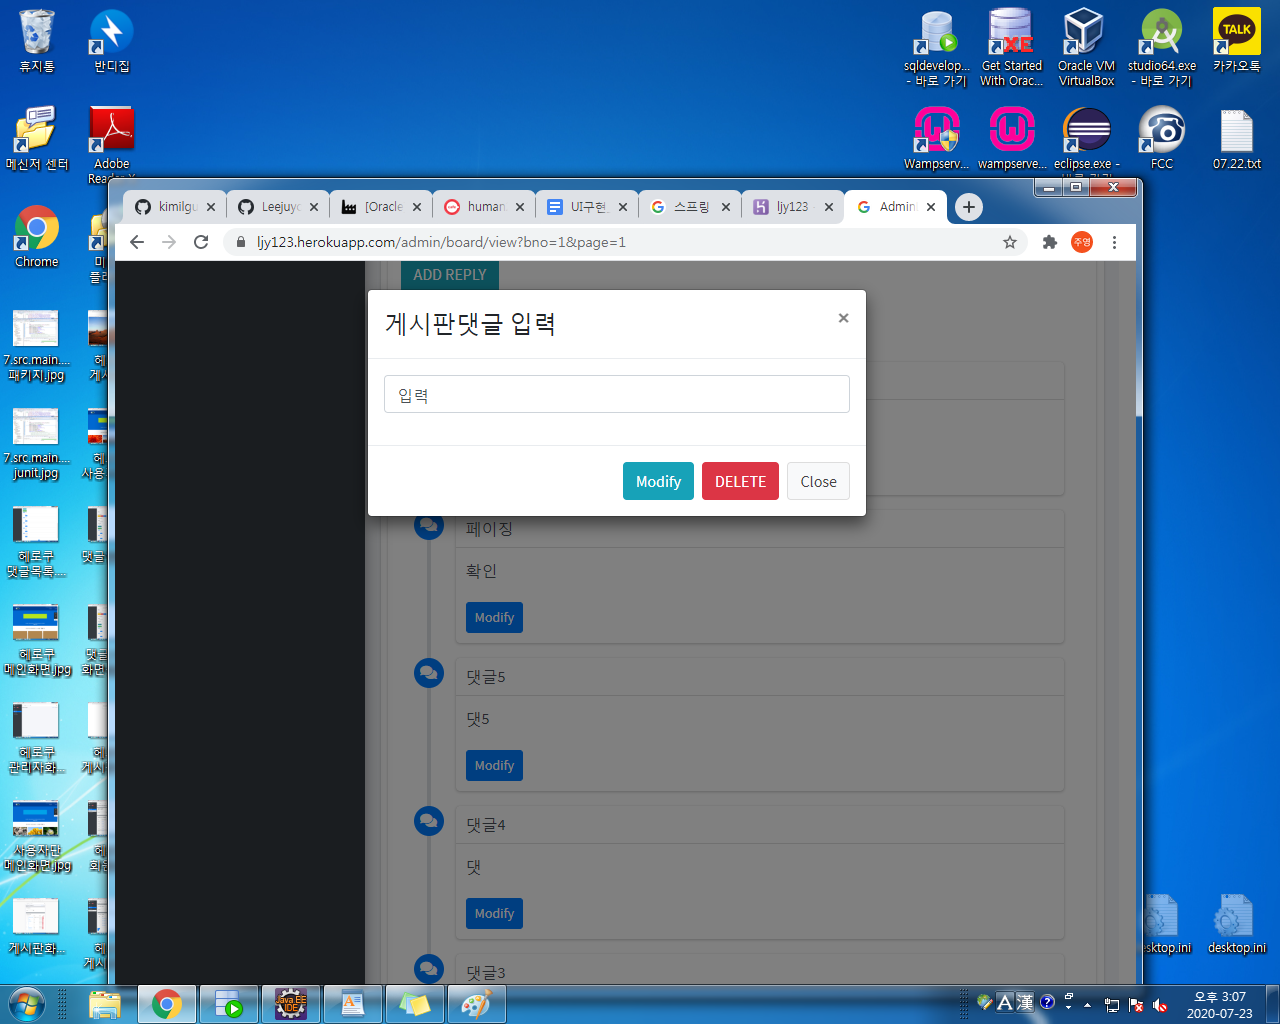 휴지통
반디집
sqldevelop...
- 바로 가기
Get Started
With Orac...
Oracle VM
VirtualBox
studio64.exe
- 바로 가기
카카오톡
메신저 센터
Adobe
Reader X
Wampserv...
wampserve...
eclipse.exe -
FCC
07.22.txt
Chrome
kimilgu
Leejuyo
[Oracle
human
UI구현_
스프링
ljy123 -
Admin
ljy123.herokuapp.com/admin/board/view?bno=1&page=1
주영
ADD REPLY
게시판댓글 입력
×
입력
Modify
DELETE
Close
페이징
확인
Modify
댓글5
댓5
Modify
댓글4
댓
Modify
댓글3
7.src.main....
패키지.jpg
7.src.main....
junit.jpg
헤로쿠
댓글목록....
헤로쿠
메인화면.jpg
헤로쿠
관리자화...
사용자단
메인화면.jpg
게시판화...
desktop.ini
Java EE
IDE
A 漢
오후 3:07
2020-07-23